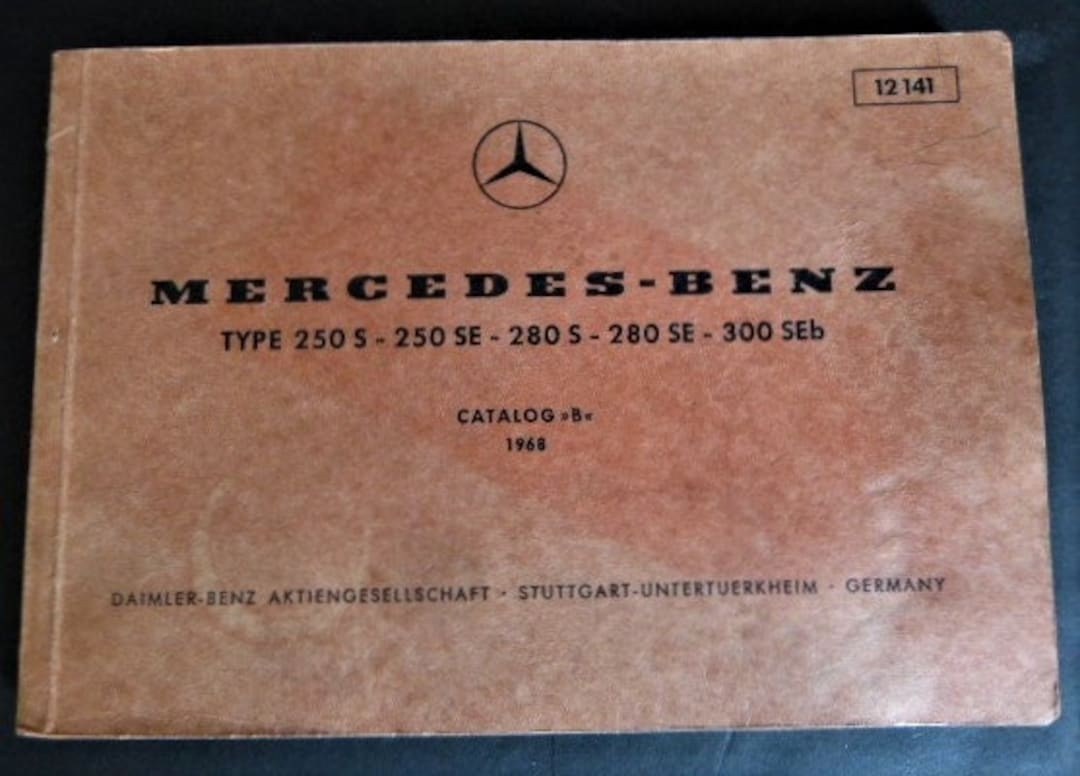 12 141
MERCEDES-BENZ
TYPE 250 S - 250 SE - 280 S - 280 SE - 300 SEb
CATALOG »B«
1968
DAIMLER-BENZ AKTIENGESELLSCHAFT · STUTTGART-UNTERTUERKHEIM · GERMANY